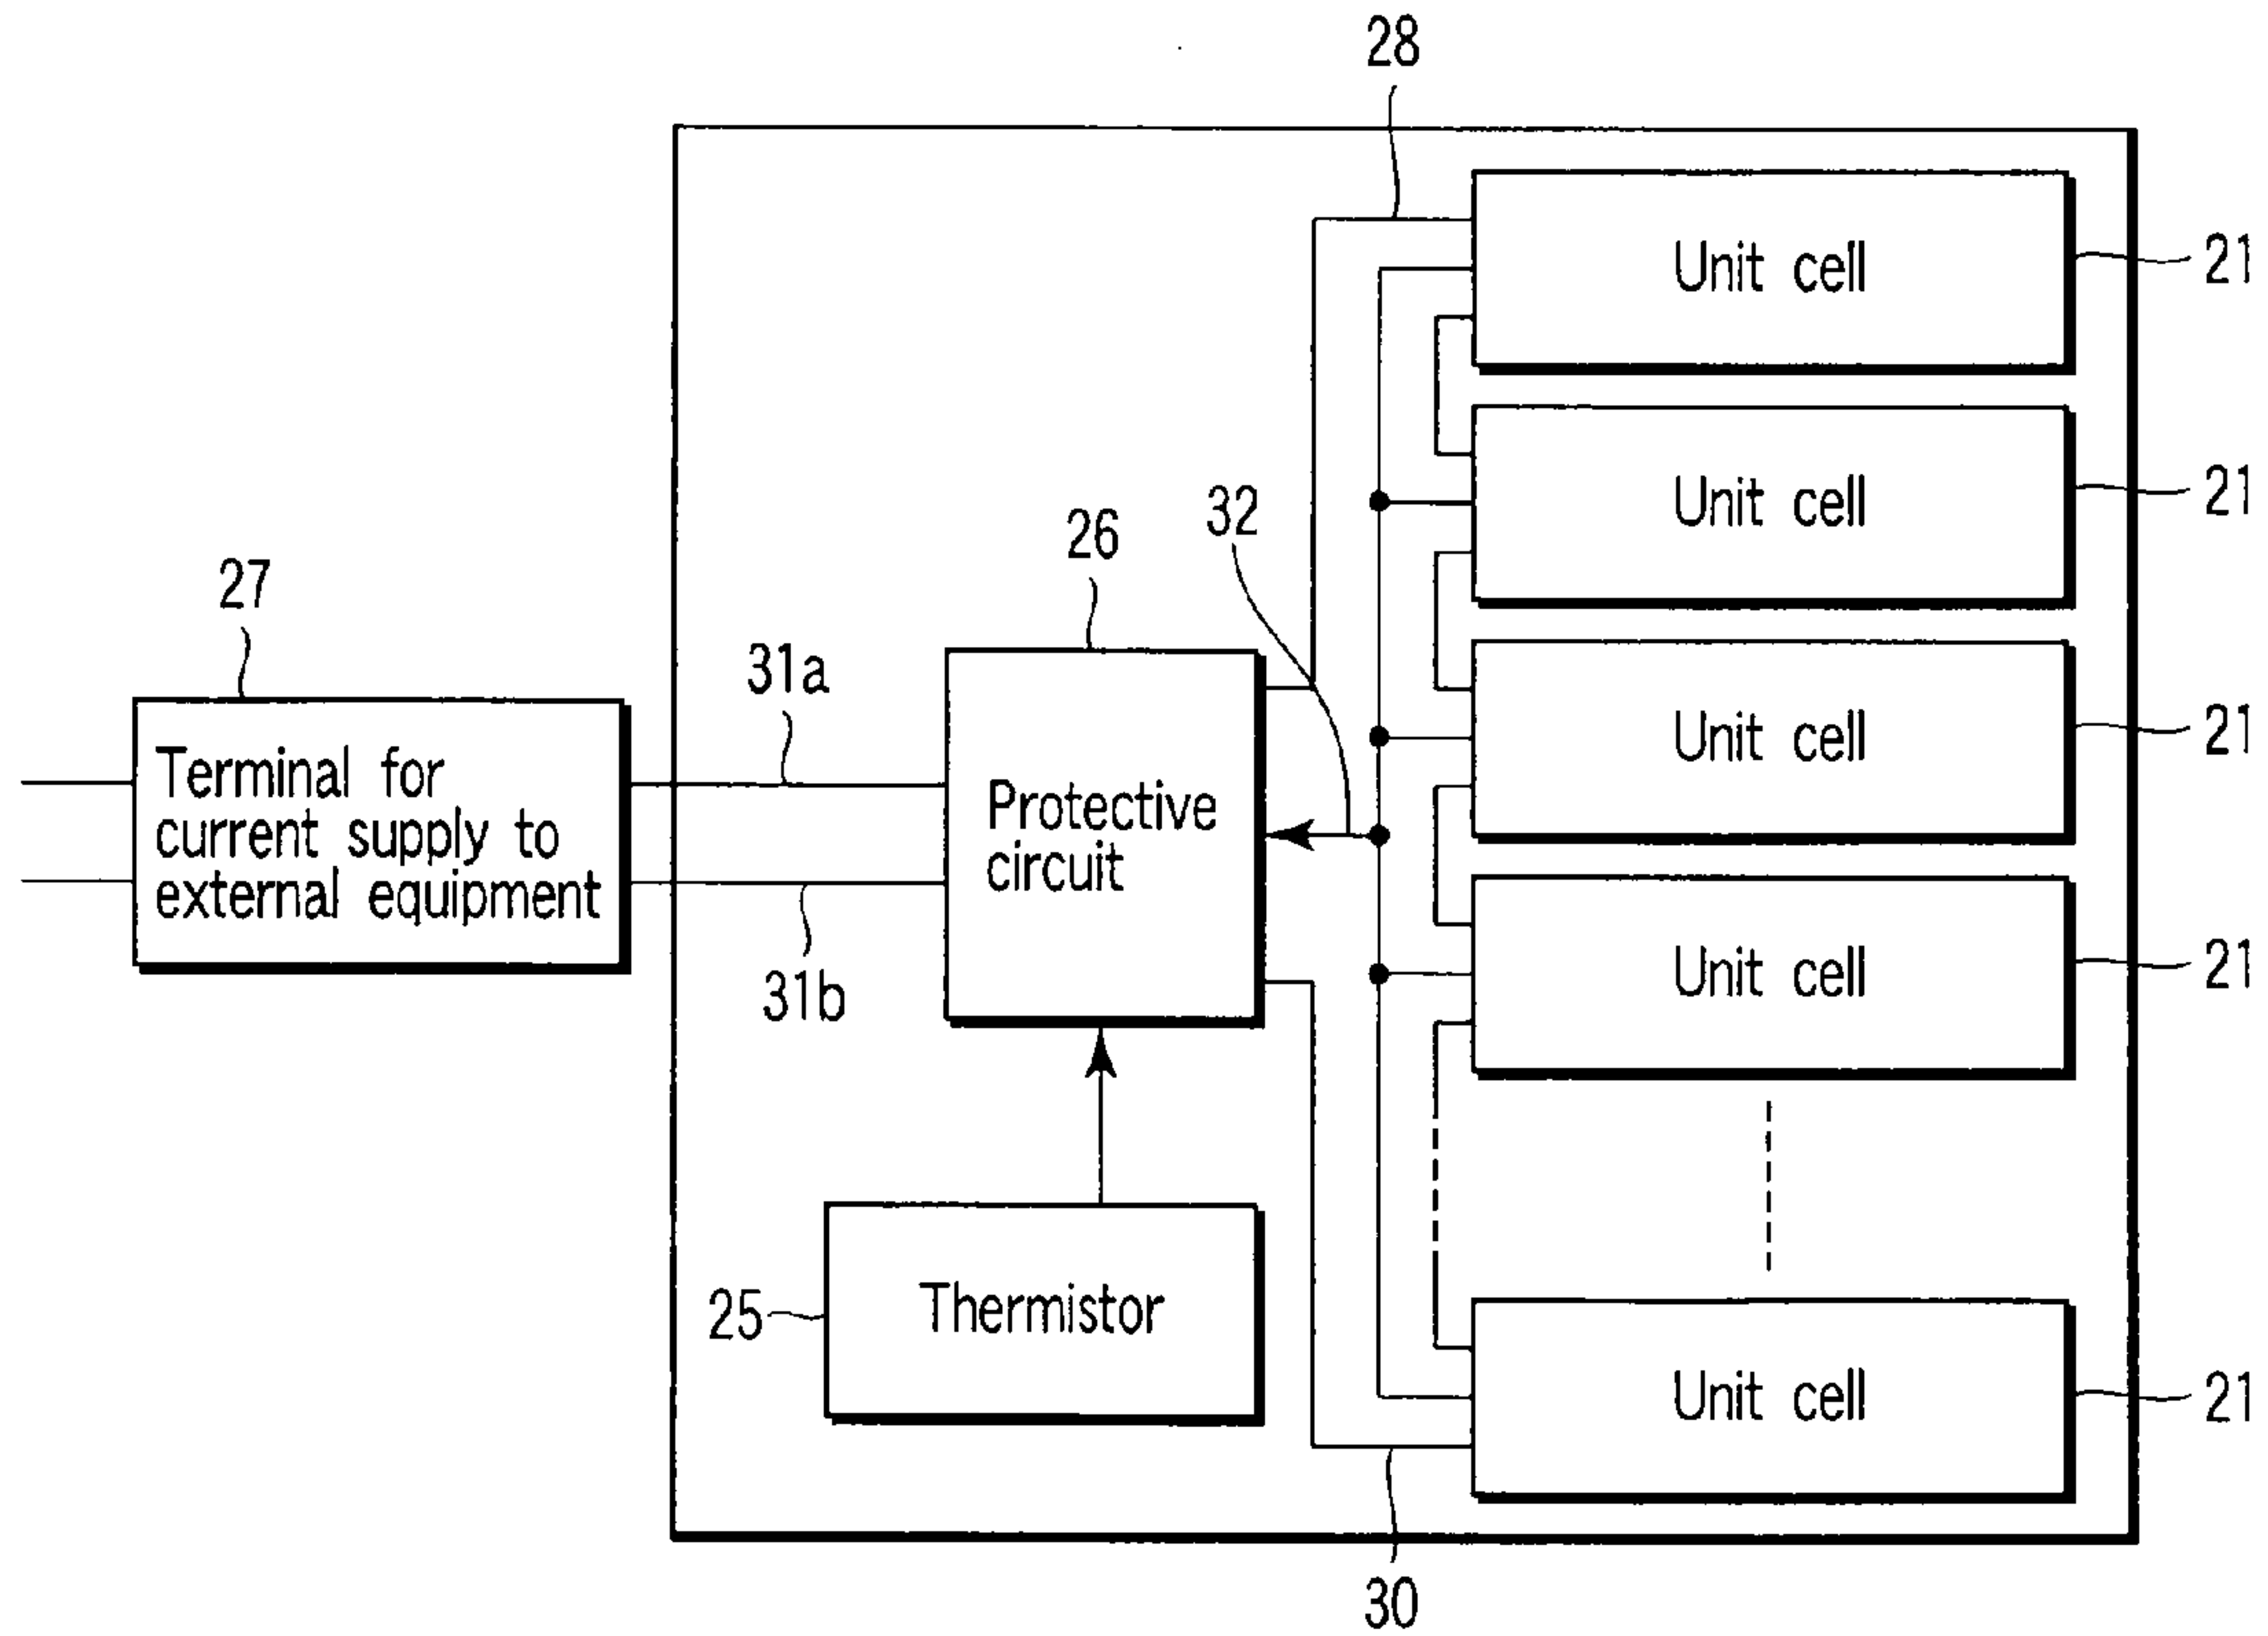 28
Unit cell
21
Unit cell
21
32
26
27
31a
Unit cell
21
Terminal for
current supply to
external equipment
Protective
circuit
Unit cell
21
31b
Thermistor
25
Unit cell
21
30